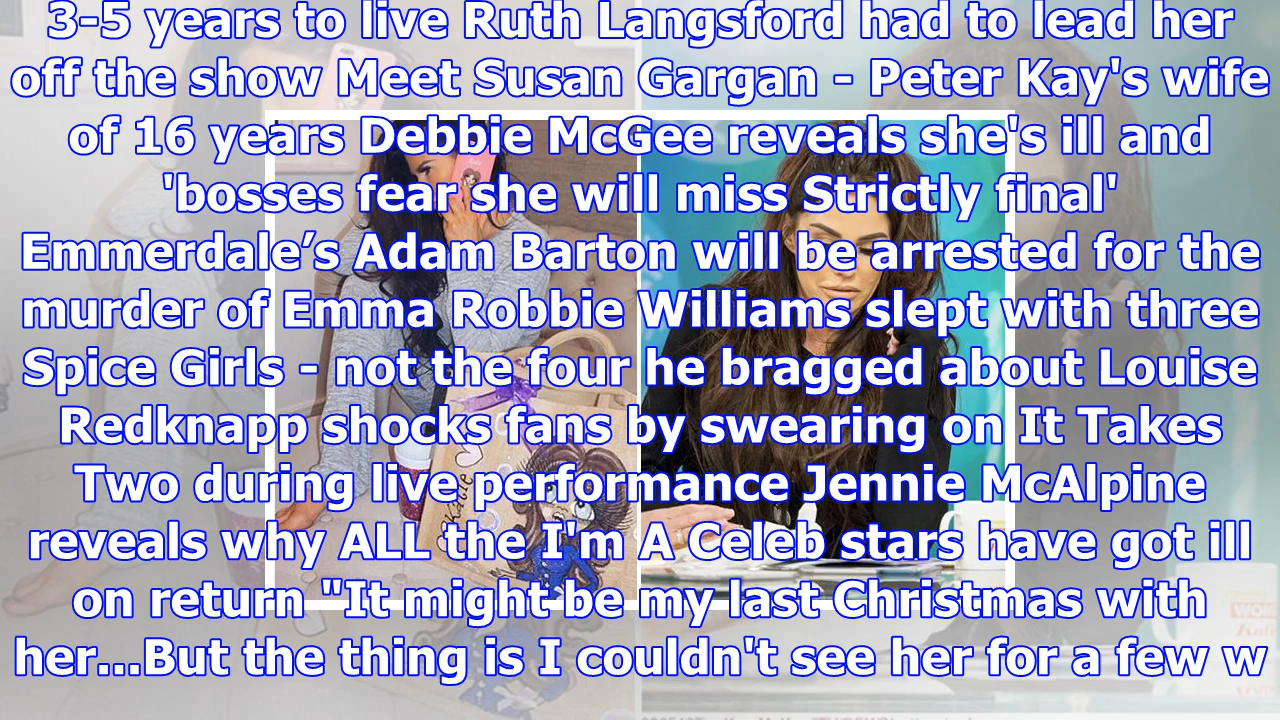 3-5 years to live Ruth Langsford had to lead her
off the show Meet Susan Gargan - Peter Kay's wife
of 16 years Debbie McGee reveals she's ill and
'bosses fear she will miss Strictly final'
Emmerdale’s Adam Barton will be arrested for the
murder of Emma Robbie Williams slept with three
Spice Girls - not the four he bragged about Louise
Redknapp shocks fans by swearing on It Takes
Two during live performance Jennie McAlpine
reveals why ALL the I'm A Celeb stars have got ill
on return "It might be my last Christmas with
her...But the thing is I couldn't see her for a few w
Katie